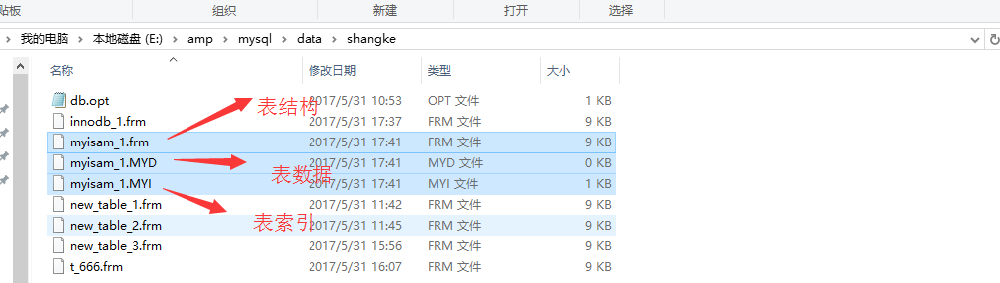 贴板 组织 新建 打开 选择
我的电脑 本地磁盘 (E:) amp mysql data shangke
名称 修改日期 类型 大小
db.opt 2017/5/31 10:53 OPT 文件 1 KB
表结构
innodb_1.frm 2017/5/31 17:37 FRM 文件 9 KB
myisam_1.frm 2017/5/31 17:41 FRM 文件 9 KB
myisam_1.MYD 2017/5/31 17:41 MYD 文件 0 KB
表数据
myisam_1.MYI 2017/5/31 17:41 MYI 文件 1 KB
new_table_1.frm 2017/5/31 11:42 FRM 文件 9 KB
表索引
new_table_2.frm 2017/5/31 11:45 FRM 文件 9 KB
new_table_3.frm 2017/5/31 15:56 FRM 文件 9 KB
t_666.frm 2017/5/31 16:07 FRM 文件 9 KB